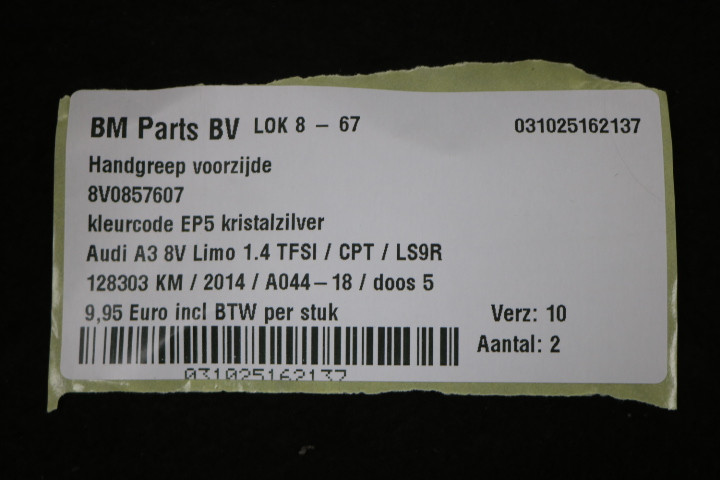 BM Parts BV LOK 8 - 67 031025162137
Handgreep voorzijde
8V0857607
kleurcode EP5 kristalzilver
Audi A3 8V Limo 1.4 TFSI / CPT / LS9R
128303 KM / 2014 / A044-18 / doos 5
9,95 Euro incl BTW per stuk Verz: 10
Aantal: 2
031025162137